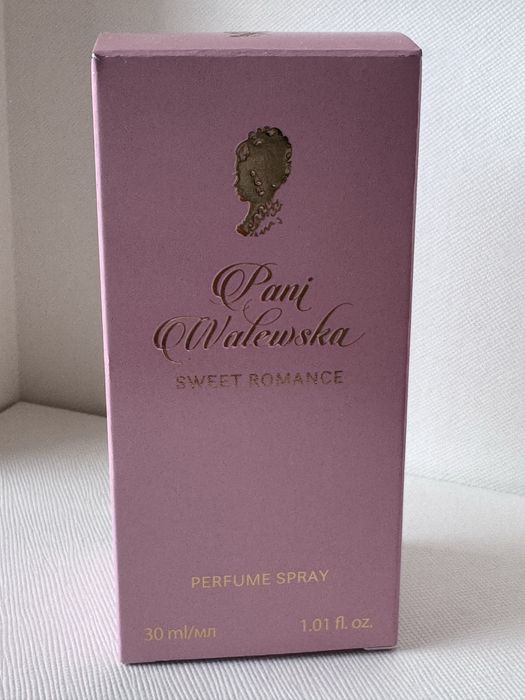 Pani
Walewska
SWEET ROMANCE
PERFUME SPRAY
30 ml/мл 1.01 fl. oz.